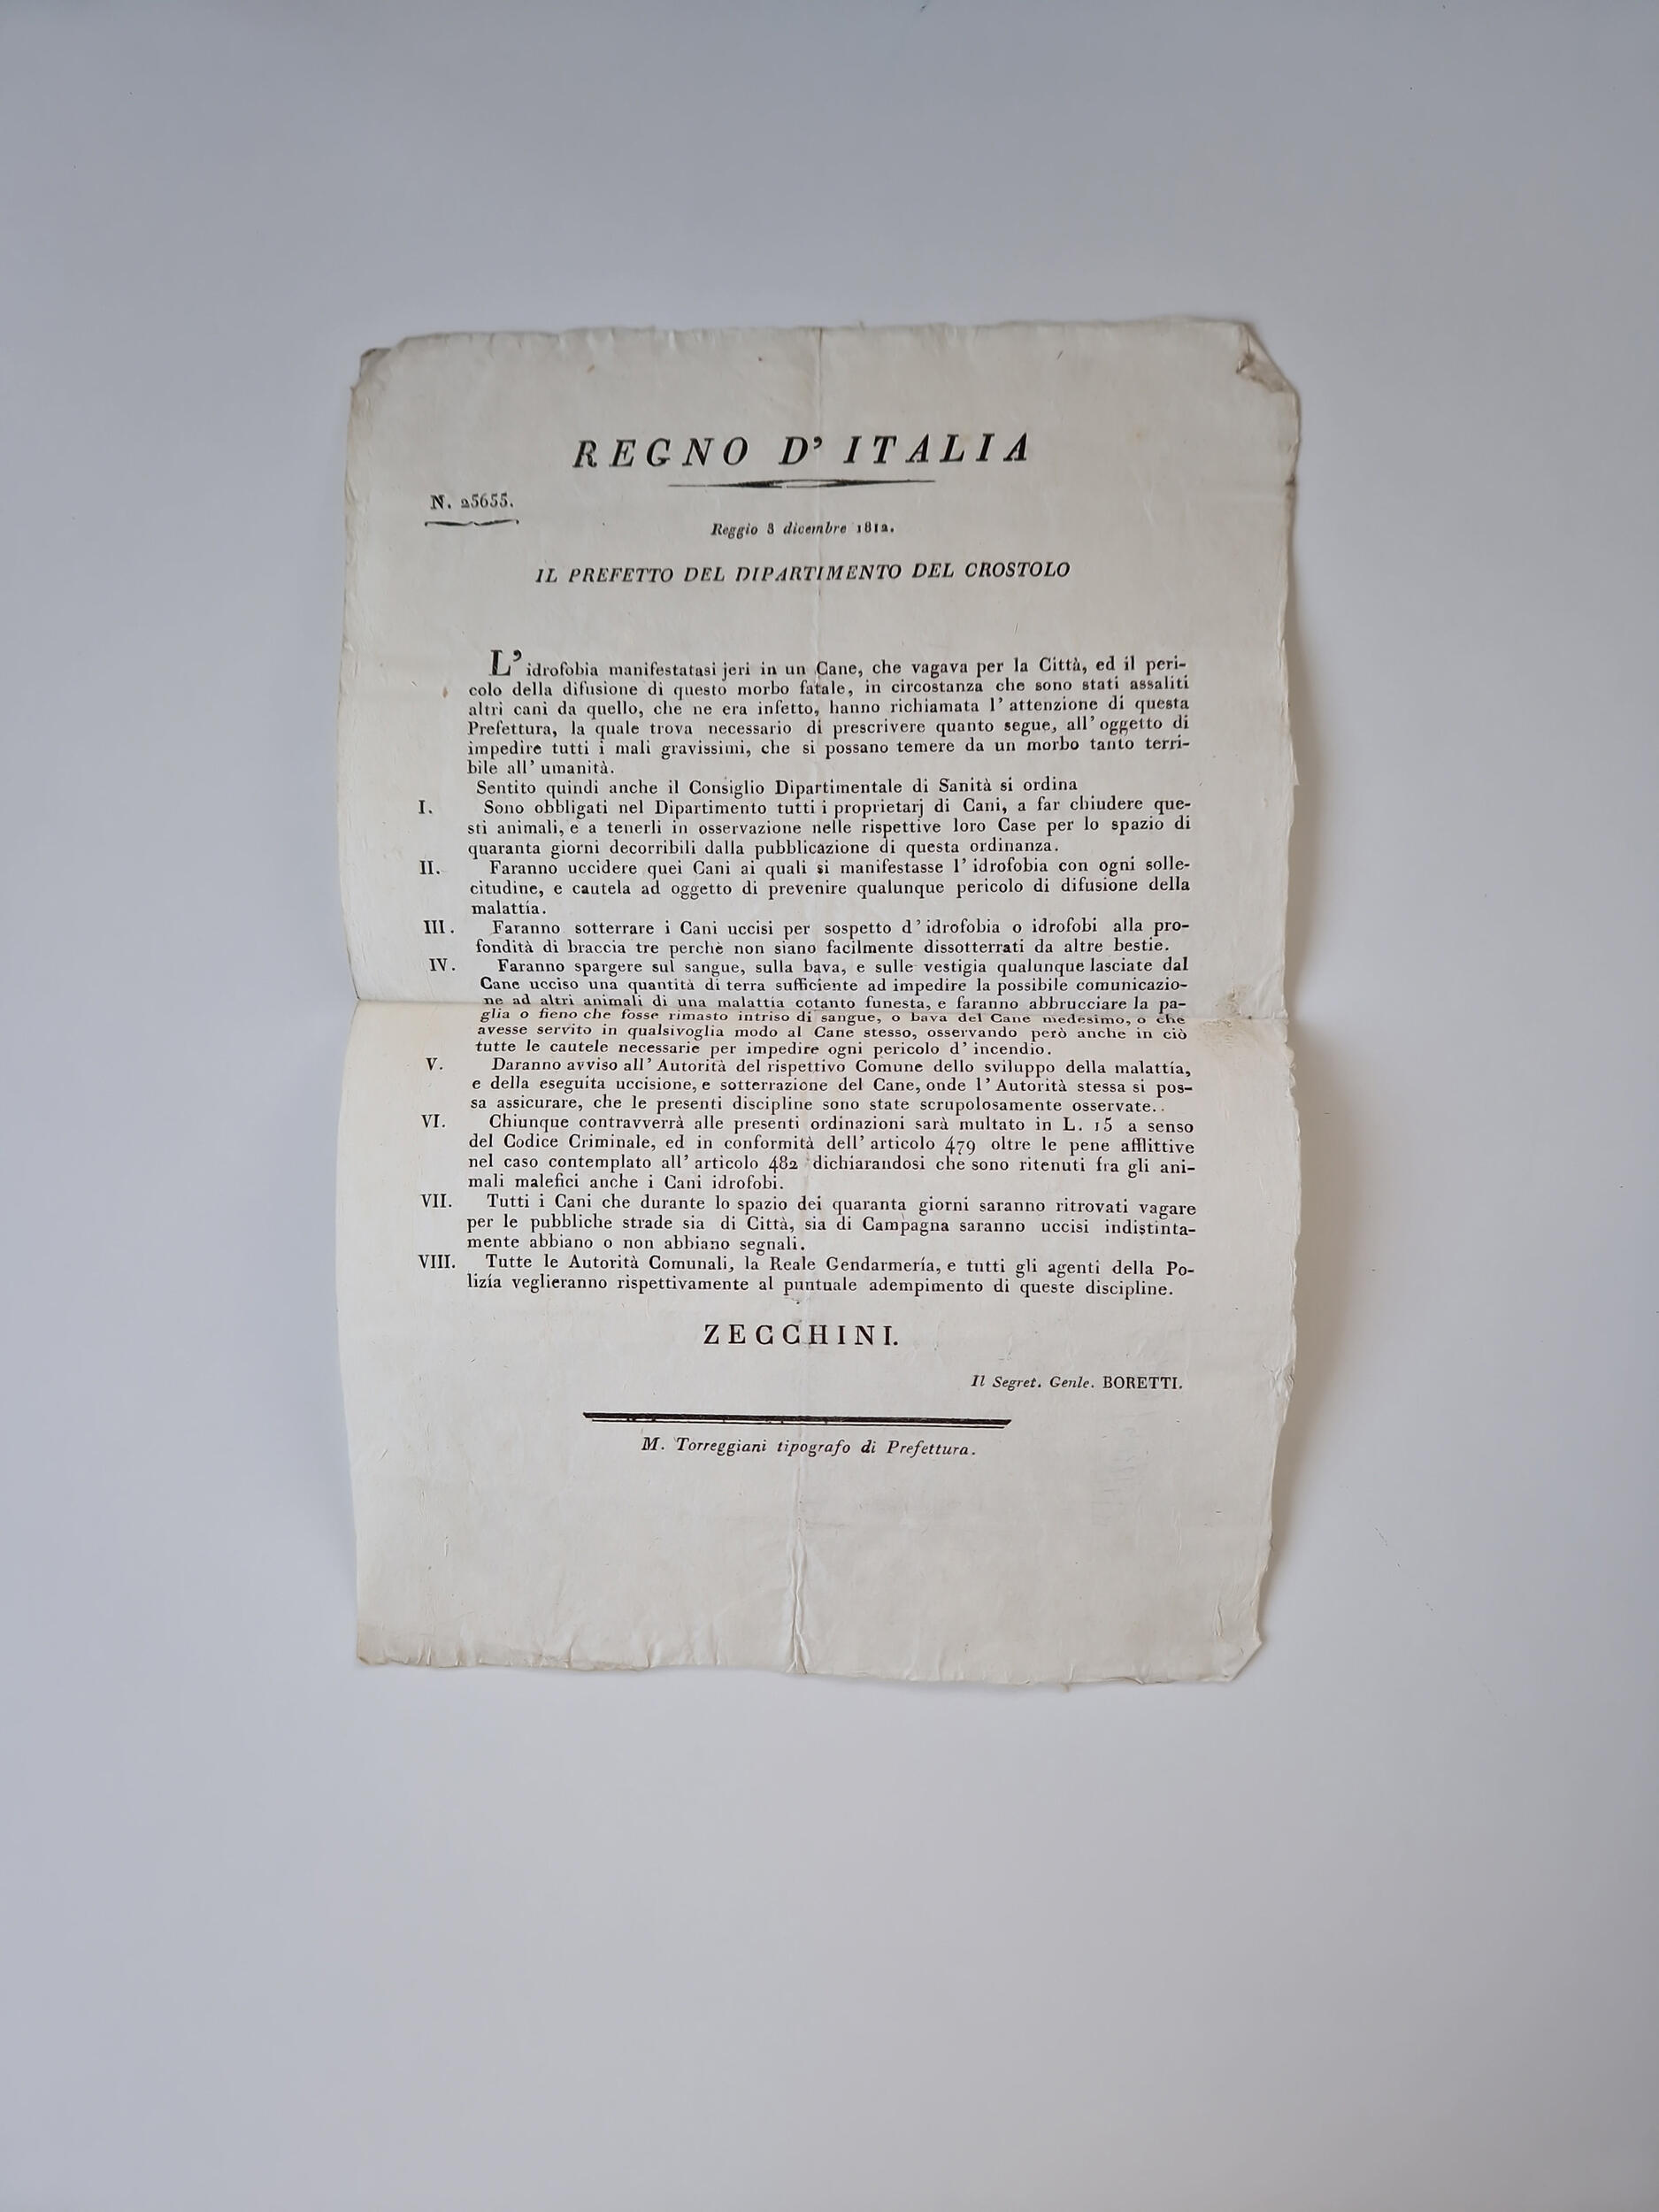 REGNO D' ITALIA
N. 25655.
Reggio 3 dicembre 1812.
IL PREFETTO DEL DIPARTIMENTO DEL CROSTOLO
L' idrofobia manifestatasi jeri in un Cane, che vagava per la Città, ed il peri-
colo della difusione di questo morbo fatale, in circostanza che sono stati assaliti
altri cani da quello, che ne era infetto, hanno richiamata l' attenzione di questa
Prefettura, la quale trova necessario di prescrivere quanto segue, all' oggetto di
impedire tutti i mali gravissimi, che si possano temere da un morbo tanto terri-
bile all' umanità.
Sentito quindi anche il Consiglio Dipartimentale di Sanità si ordina
I. Sono obbligati nel Dipartimento tutti i proprietarj di Cani, a far chiudere que-
sti animali, e a tenerli in osservazione nelle rispettive loro Case per lo spazio di
quaranta giorni decorribili dalla pubblicazione di questa ordinanza.
II. Faranno uccidere quei Cani ai quali si manifestasse l' idrofobia con ogni solle-
citudine, e cautela ad oggetto di prevenire qualunque pericolo di difusione della
malattía.
III. Faranno sotterrare i Cani uccisi per sospetto d' idrofobia o idrofobi alla pro-
fondità di braccia tre perchè non siano facilmente dissotterrati da altre bestie.
IV. Faranno spargere sul sangue, sulla bava, e sulle vestigia qualunque lasciate dal
Cane ucciso una quantità di terra sufficiente ad impedire la possibile comunicazio-
ne ad altri animali di una malattía cotanto funesta, e faranno abbrucciare la pa-
glia o fieno che fosse rimasto intriso di sangue, o bava del Cane medesimo, o che
avesse servito in qualsivoglia modo al Cane stesso, osservando però anche in ciò
tutte le cautele necessarie per impedire ogni pericolo d' incendio.
V. Daranno avviso all' Autorità del rispettivo Comune dello sviluppo della malattía,
e della eseguita uccisione, e sotterrazione del Cane, onde l' Autorità stessa si pos-
sa assicurare, che le presenti discipline sono state scrupolosamente osservate..
VI. Chiunque contravverrà alle presenti ordinazioni sarà multato in L. 15 a senso
del Codice Criminale, ed in conformità dell' articolo 479 oltre le pene afflittive
nel caso contemplato all' articolo 482 dichiarandosi che sono ritenuti fra gli ani-
mali malefici anche i Cani idrofobi.
VII. Tutti i Cani che durante lo spazio dei quaranta giorni saranno ritrovati vagare
per le pubbliche strade sia di Città, sia di Campagna saranno uccisi indistinta-
mente abbiano o non abbiano segnali.
VIII. Tutte le Autorità Comunali, la Reale Gendarmería, e tutti gli agenti della Po-
lizía veglieranno rispettivamente al puntuale adempimento di queste discipline.
ZECCHINI.
Il Segret. Genle. BORETTI.
M. Torreggiani tipografo di Prefettura.